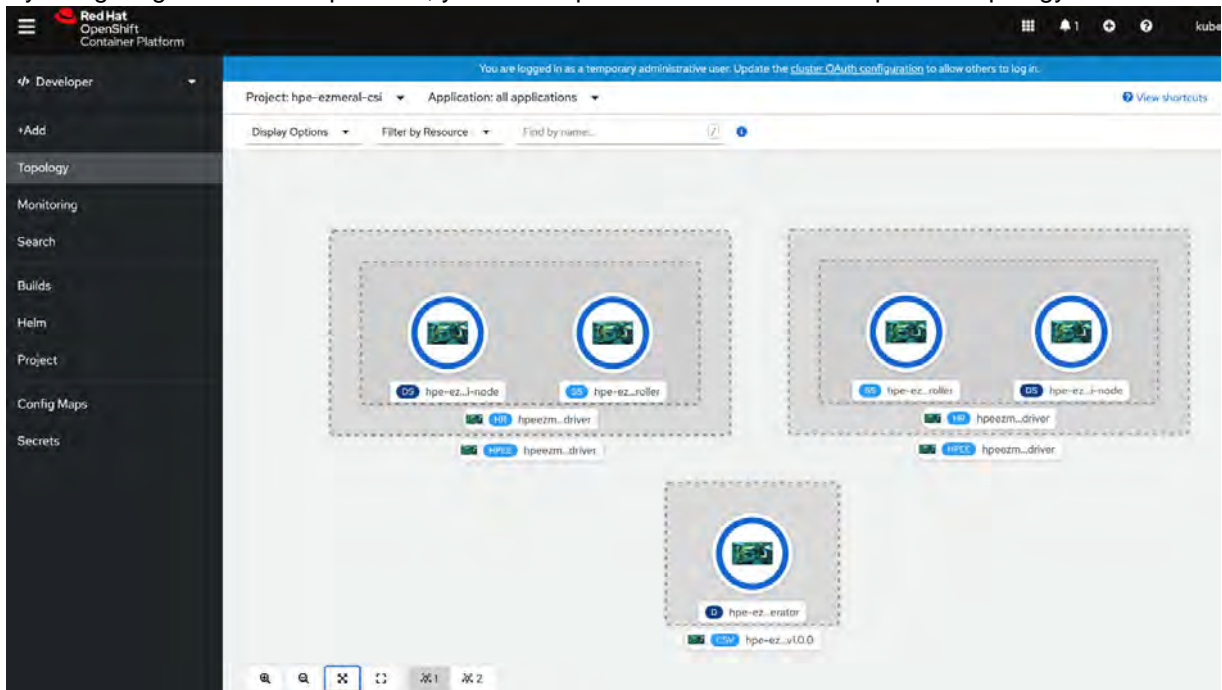 Red Hat
OpenShift
Container Platform
1
kube
</> Developer
You are logged in as a temporary administrative user. Update the cluster OAuth configuration to allow others to log in.
Project: hpe-ezmeral-csi Application: all applications View shortcuts
+Add
Display Options Filter by Resource Find by name... /
Topology
Monitoring
Search
Builds
Helm
Project
Config Maps
Secrets
DS hpe-ez...i-node
SS hpe-ez...roller
HR hpeezm...driver
HPEE hpeezm...driver
SS hpe-ez...roller
DS hpe-ez...i-node
HR hpeezm...driver
HPEE hpeezm...driver
D hpe-ez...erator
CSV hpe-ez...v1.0.0
1 2